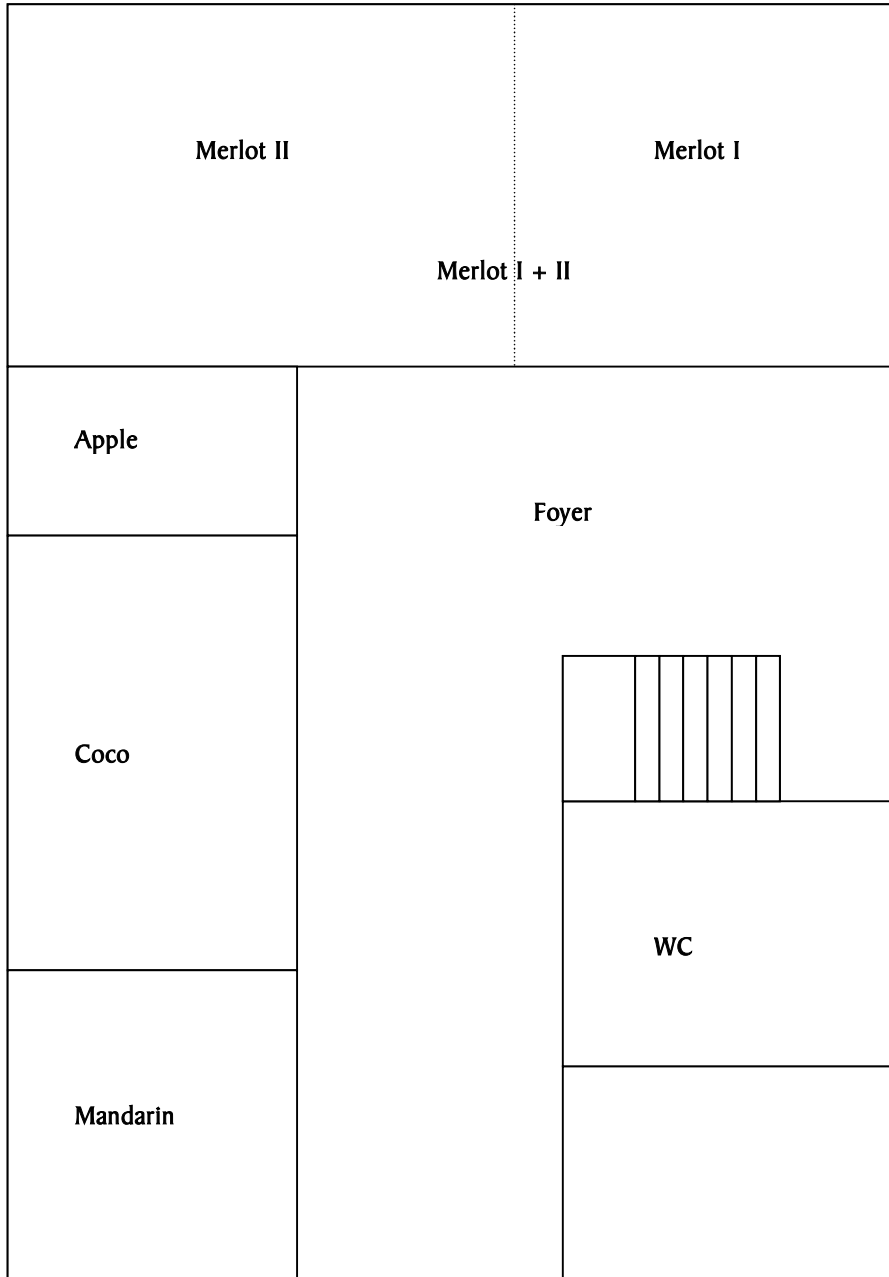 Merlot II
Merlot I
Merlot I + II
Apple
Foyer
Coco
WC
Mandarin